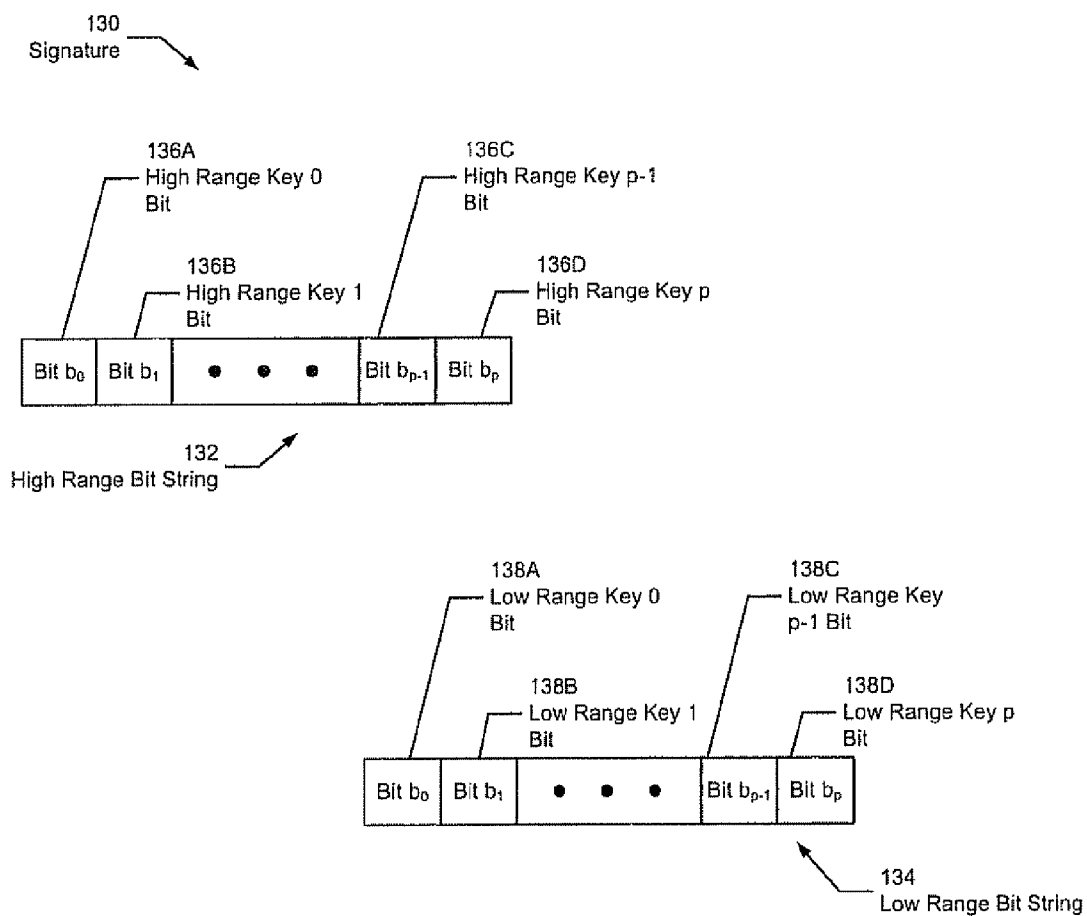 130
Signature
136A
High Range Key 0
Bit
136C
High Range Key p-1
Bit
136B
High Range Key 1
Bit
136D
High Range Key p
Bit
Bit b0 Bit b1 ● ● ● Bit bp-1 Bit bp
132
High Range Bit String
138A
Low Range Key 0
Bit
138C
Low Range Key
p-1 Bit
138B
Low Range Key 1
Bit
138D
Low Range Key p
Bit
Bit b0 Bit b1 ● ● ● Bit bp-1 Bit bp
134
Low Range Bit String